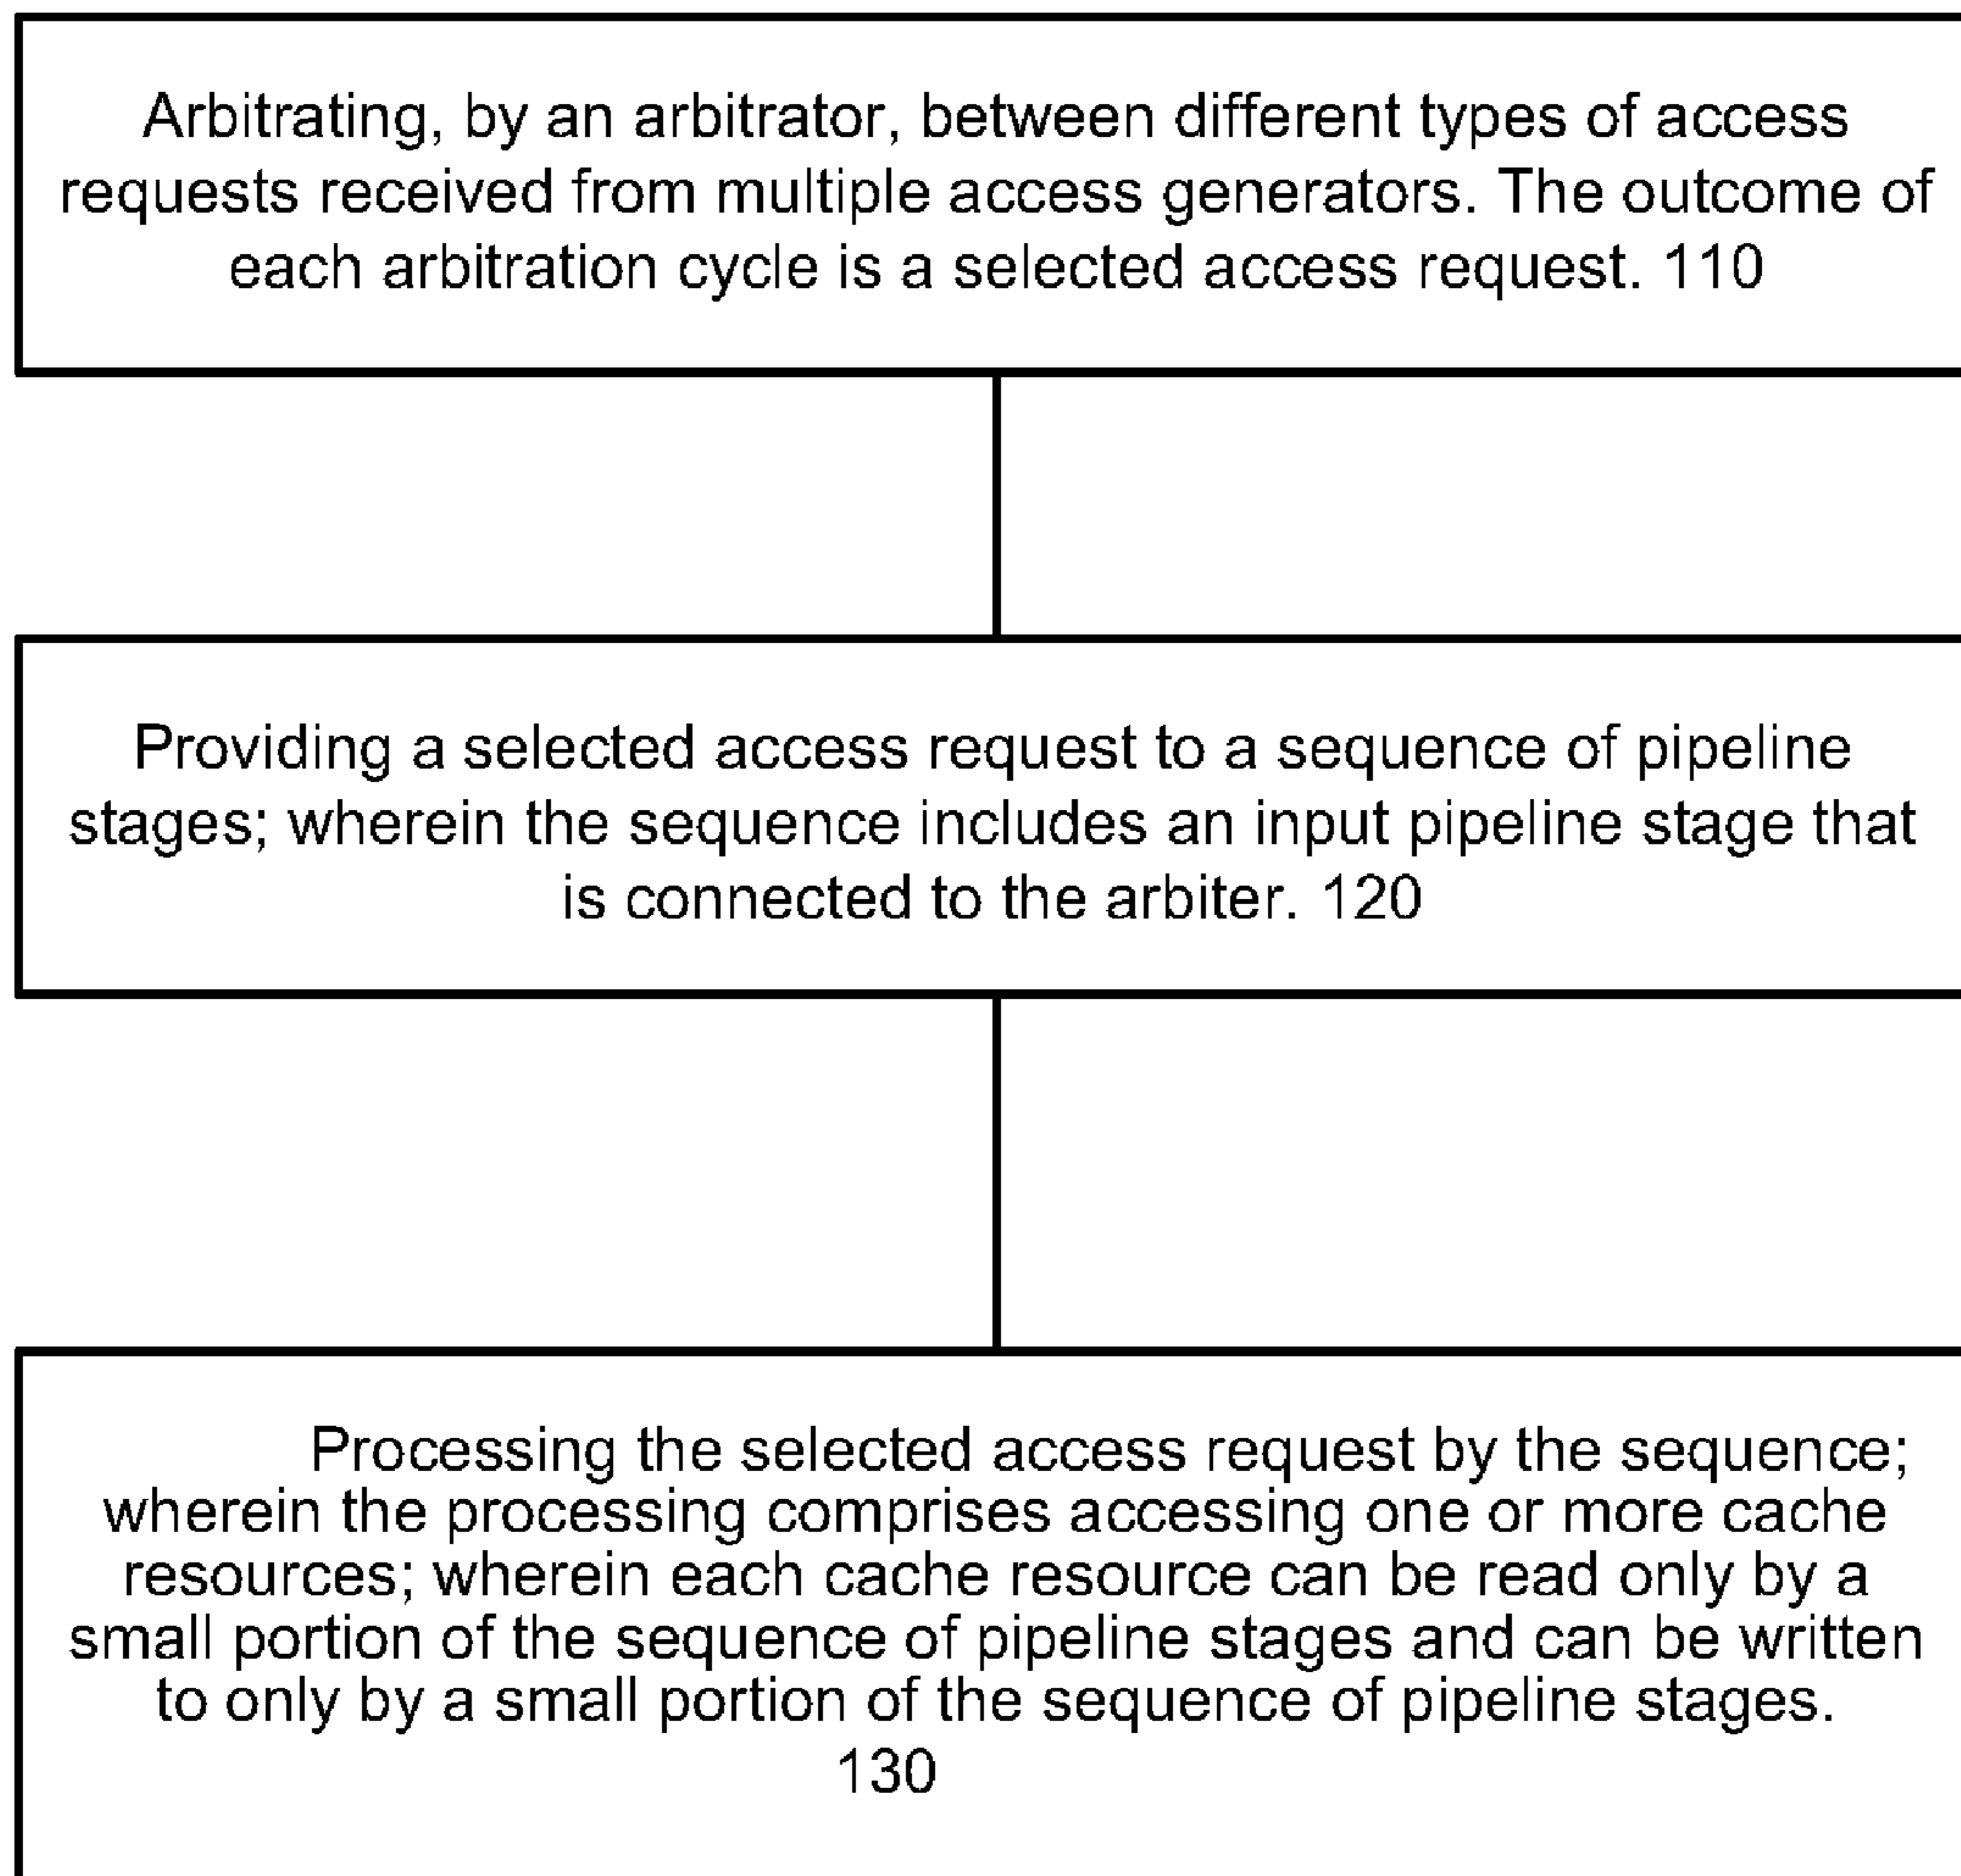 Arbitrating, by an arbitrator, between different types of access
requests received from multiple access generators. The outcome of
each arbitration cycle is a selected access request. 110
Providing a selected access request to a sequence of pipeline
stages; wherein the sequence includes an input pipeline stage that
is connected to the arbiter. 120
Processing the selected access request by the sequence;
wherein the processing comprises accessing one or more cache
resources; wherein each cache resource can be read only by a
small portion of the sequence of pipeline stages and can be written
to only by a small portion of the sequence of pipeline stages.
130